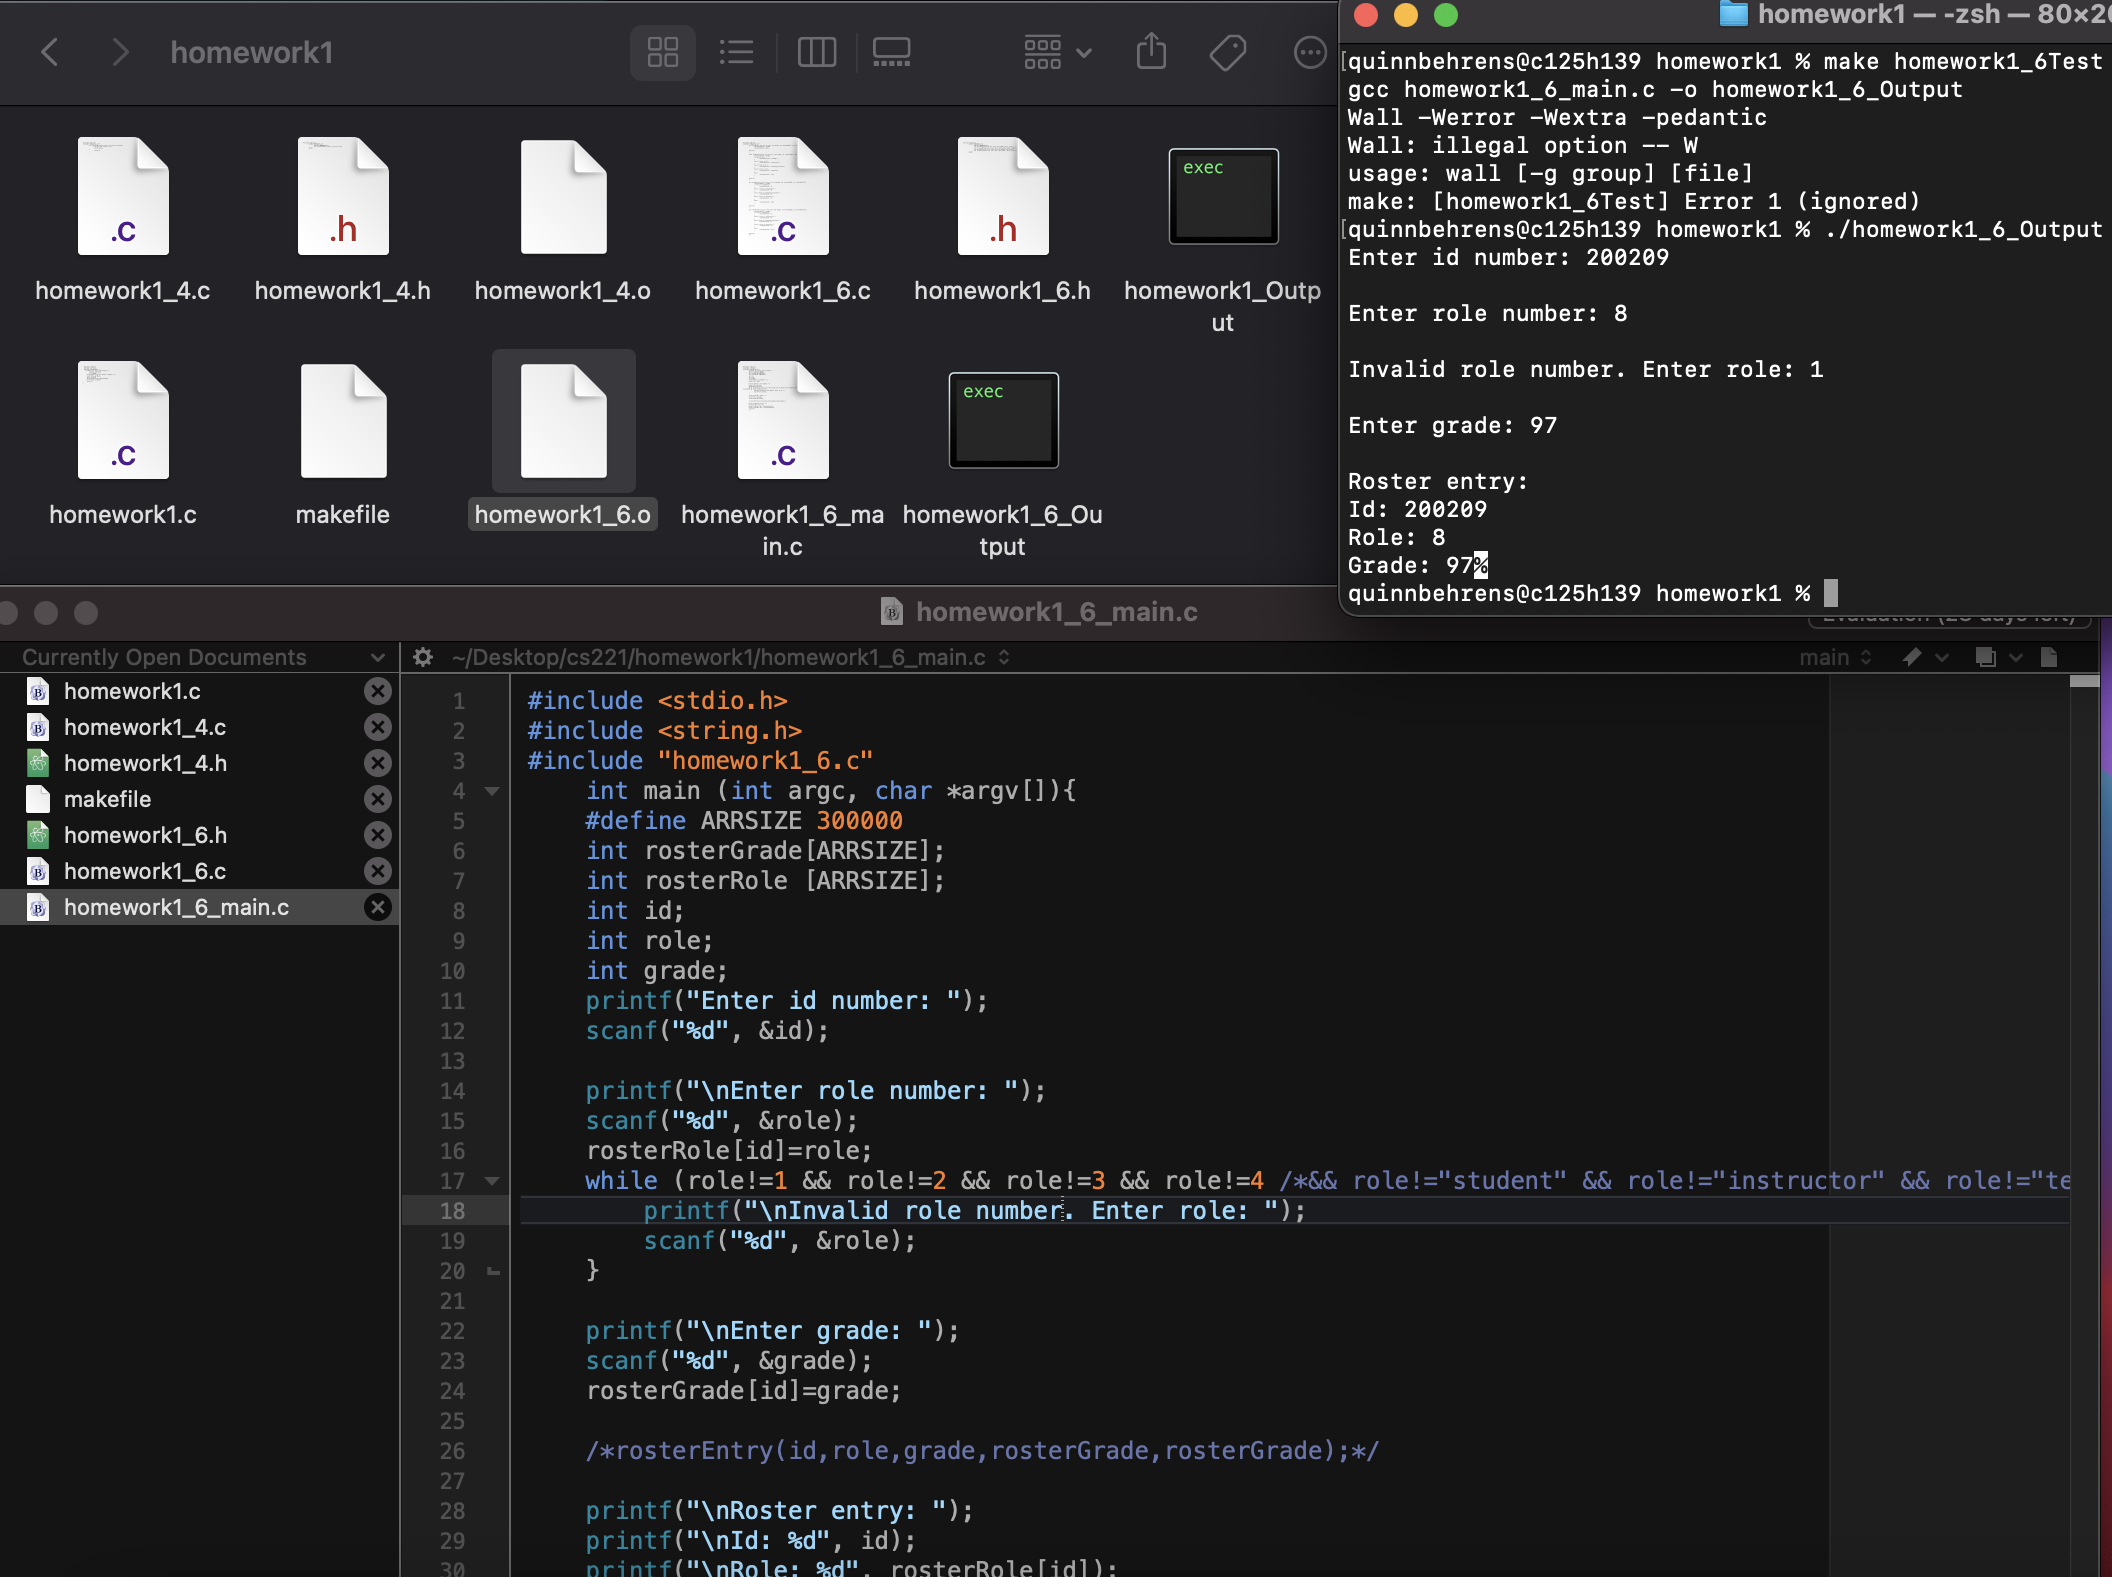 homework1
homework1_4.c
homework1_4.h
homework1_4.o
homework1_6.c
homework1_6.h
homework1_Outp
ut
homework1.c
makefile
homework1_6.o
homework1_6_ma
in.c
homework1_6_Ou
tput
.c
.h
.c
.h
exec
.c
.c
exec
homework1 — -zsh — 80×2
[quinnbehrens@c125h139 homework1 % make homework1_6Test
gcc homework1_6_main.c -o homework1_6_Output
Wall -Werror -Wextra -pedantic
Wall: illegal option -- W
usage: wall [-g group] [file]
make: [homework1_6Test] Error 1 (ignored)
[quinnbehrens@c125h139 homework1 % ./homework1_6_Output
Enter id number: 200209
Enter role number: 8
Invalid role number. Enter role: 1
Enter grade: 97
Roster entry:
Id: 200209
Role: 8
Grade: 97%
quinnbehrens@c125h139 homework1 %
homework1_6_main.c
Currently Open Documents
~/Desktop/cs221/homework1/homework1_6_main.c
main
homework1.c
homework1_4.c
homework1_4.h
makefile
homework1_6.h
homework1_6.c
homework1_6_main.c
1 #include <stdio.h>
2 #include <string.h>
3 #include "homework1_6.c"
4 int main (int argc, char *argv[]){
5 #define ARRSIZE 300000
6 int rosterGrade[ARRSIZE];
7 int rosterRole [ARRSIZE];
8 int id;
9 int role;
10 int grade;
11 printf("Enter id number: ");
12 scanf("%d", &id);
13
14 printf("\nEnter role number: ");
15 scanf("%d", &role);
16 rosterRole[id]=role;
17 while (role!=1 && role!=2 && role!=3 && role!=4 /*&& role!="student" && role!="instructor" && role!="te
18 printf("\nInvalid role number. Enter role: ");
19 scanf("%d", &role);
20 }
21
22 printf("\nEnter grade: ");
23 scanf("%d", &grade);
24 rosterGrade[id]=grade;
25
26 /*rosterEntry(id,role,grade,rosterGrade,rosterGrade);*/
27
28 printf("\nRoster entry: ");
29 printf("\nId: %d", id);
30 printf("\nRole: %d", rosterRole[id]);